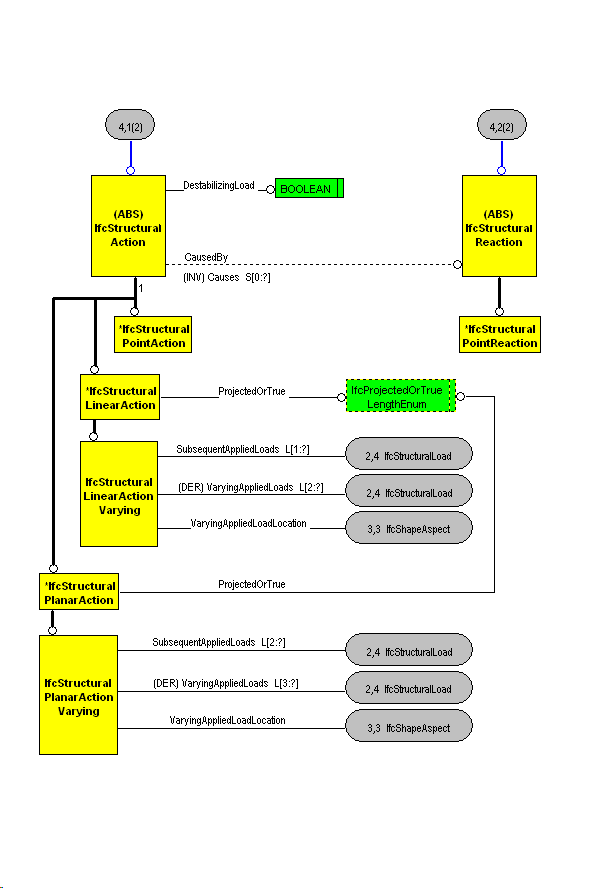 4,1(2)
4,2(2)
(ABS)
IfcStructural
Action
DestabilizingLoad
BOOLEAN
(ABS)
IfcStructural
Reaction
CausedBy
(INV) Causes S[0:?]
1
*IfcStructural
PointAction
*IfcStructural
PointReaction
*IfcStructural
LinearAction
ProjectedOrTrue
IfcProjectedOrTrue
LengthEnum
IfcStructural
LinearAction
Varying
SubsequentAppliedLoads L[1:?]
2,4 IfcStructuralLoad
(DER) VaryingAppliedLoads L[2:?]
2,4 IfcStructuralLoad
VaryingAppliedLoadLocation
3,3 IfcShapeAspect
*IfcStructural
PlanarAction
ProjectedOrTrue
IfcStructural
PlanarAction
Varying
SubsequentAppliedLoads L[2:?]
2,4 IfcStructuralLoad
(DER) VaryingAppliedLoads L[3:?]
2,4 IfcStructuralLoad
VaryingAppliedLoadLocation
3,3 IfcShapeAspect